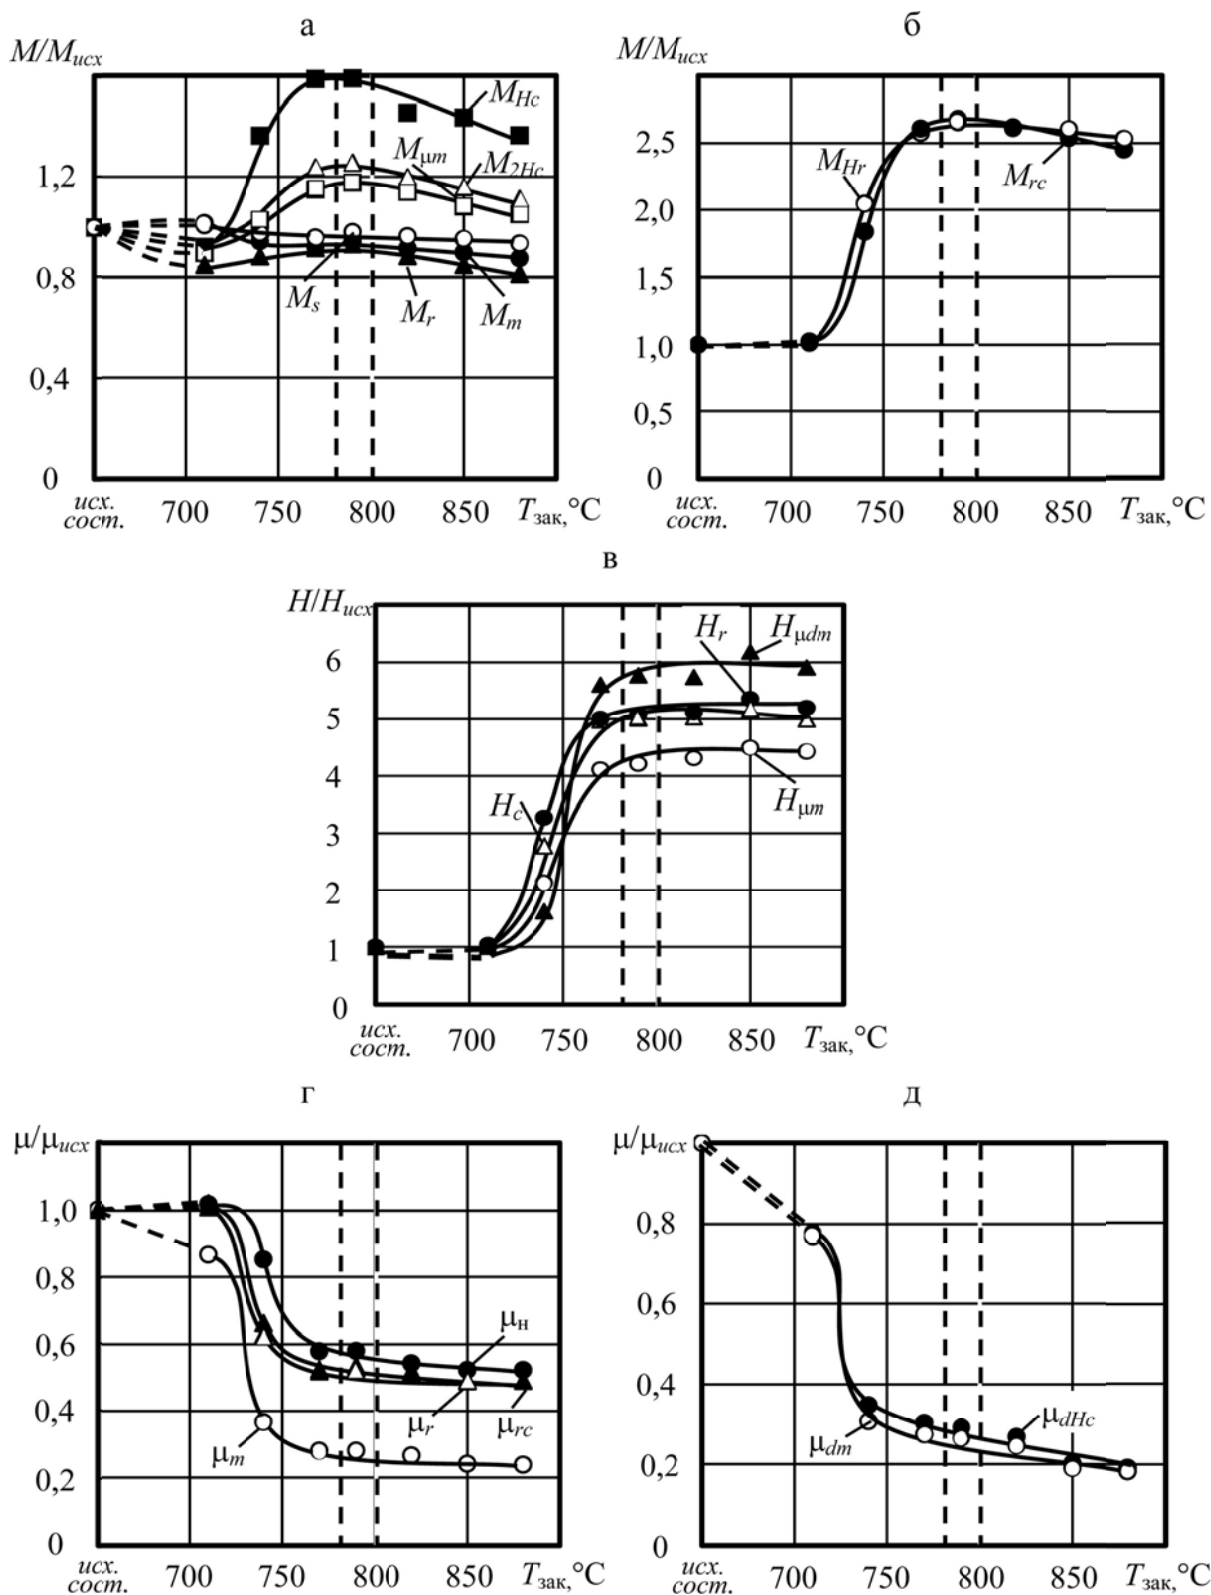 а
M/Mисх
1,2
0,8
0,4
0
MHc
Mμm
M2Hc
Ms
Mr
Mm
исх.
сост.
700 750 800 850 Tзак,°C
б
M/Mисх
2,5
2,0
1,5
1,0
0,5
0
MHr
Mrc
исх.
сост.
700 750 800 850 Tзак,°C
в
H/Hисх
6
5
4
3
2
1
0
Hr
Hμdm
Hc
Hμm
исх.
сост.
700 750 800 850 Tзак,°C
г
μ/μисх
1,0
0,8
0,6
0,4
0,2
0
μн
μr
μrc
μm
исх.
сост.
700 750 800 850 Tзак,°C
д
μ/μисх
0,8
0,6
0,4
0,2
0
μdHc
μdm
исх.
сост.
700 750 800 850 Tзак,°C